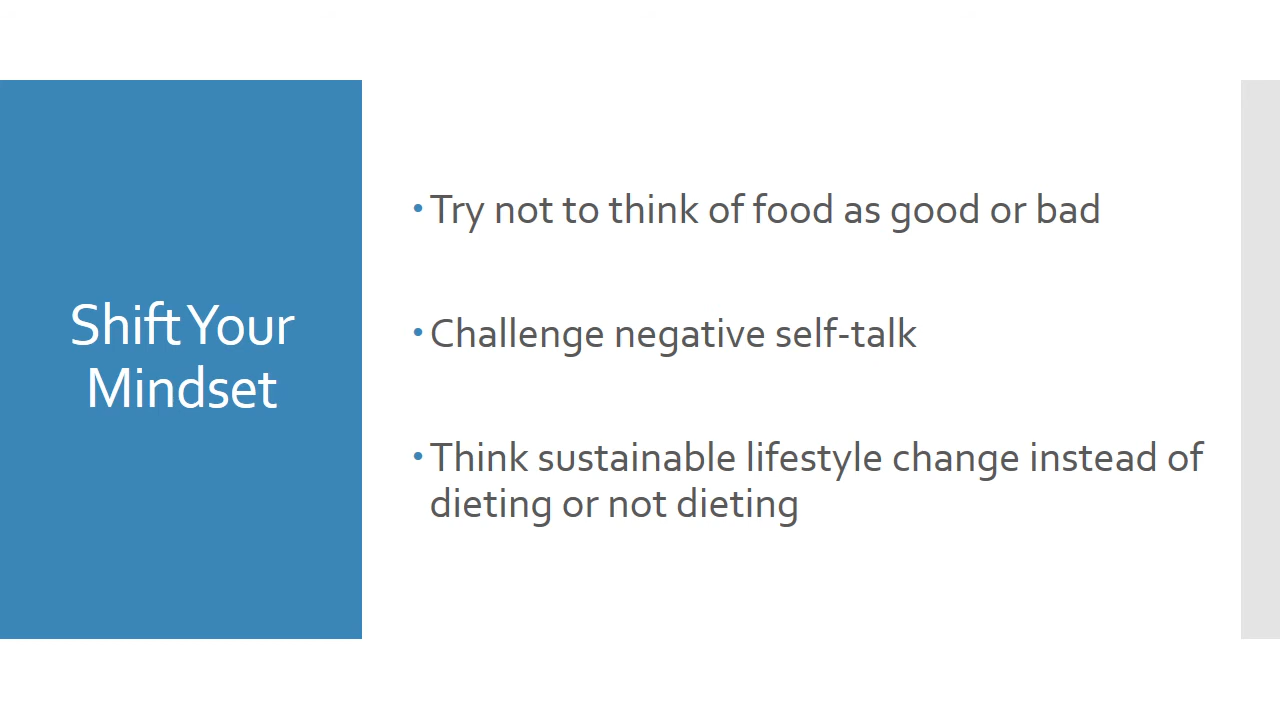 Shift Your
Mindset
• Try not to think of food as good or bad
• Challenge negative self-talk
• Think sustainable lifestyle change instead of
dieting or not dieting